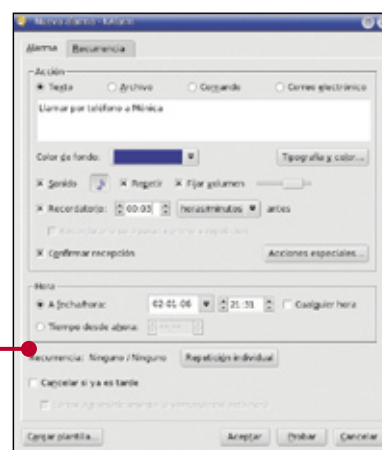 Nueva alarma - KAlarm
Alarma Recurrencia
Acción
Texto Archivo Comando Correo electrónico
Llamar por teléfono a Mónica
Color de fondo: Tipografía y color...
Sonido Repetir Fijar volumen
Recordatorio: 00:03 horas/minutos antes
Confirmar recepción Acciones especiales...
Hora
A fecha/hora: 02-01-06 21:31 Cualquier hora
Tiempo desde ahora:
Recurrencia: Ninguno / Ninguno Repetición individual
Cancelar si ya es tarde
Cargar plantilla... Aceptar Probar Cancelar